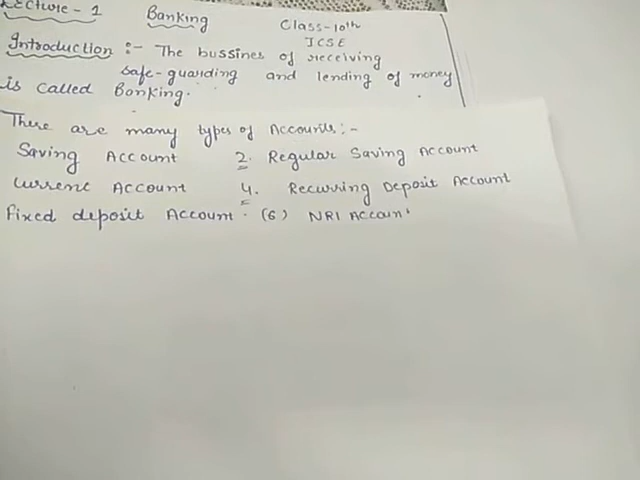 Lecture - 1 Banking Class-10th
ICSE
Introduction :- The bussines of receiving
safe-guarding and lending of money
is called Banking.
There are many types of Accounts:-
Saving Account 2. Regular Saving Account
Current Account 4. Recurring Deposit Account
Fixed deposit Account. (6) NRI Account